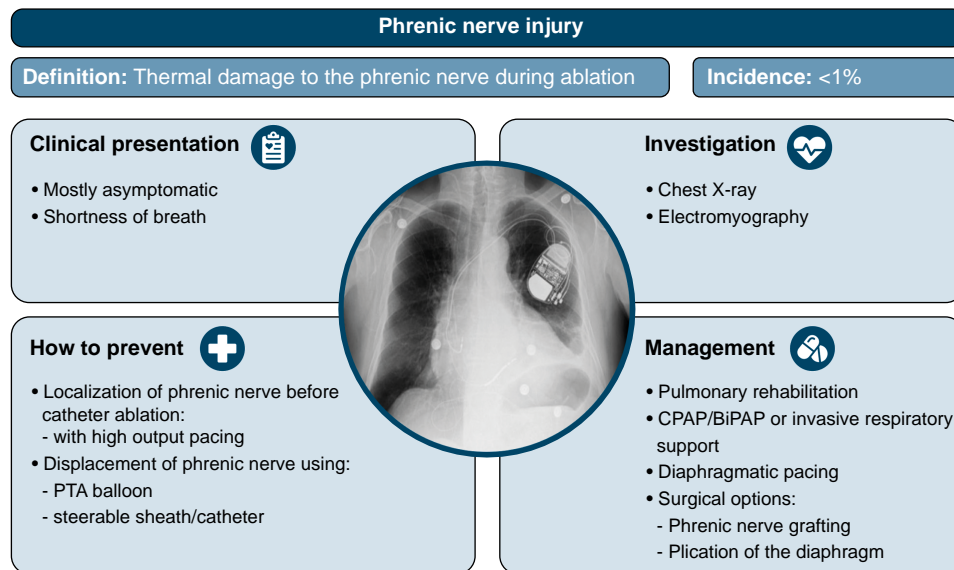 Phrenic nerve injury
Definition: Thermal damage to the phrenic nerve during ablation
Incidence: <1%
Clinical presentation
• Mostly asymptomatic
• Shortness of breath
Investigation
• Chest X-ray
• Electromyography
How to prevent
• Localization of phrenic nerve before
catheter ablation:
- with high output pacing
• Displacement of phrenic nerve using:
- PTA balloon
- steerable sheath/catheter
Management
• Pulmonary rehabilitation
• CPAP/BiPAP or invasive respiratory
support
• Diaphragmatic pacing
• Surgical options:
- Phrenic nerve grafting
- Plication of the diaphragm